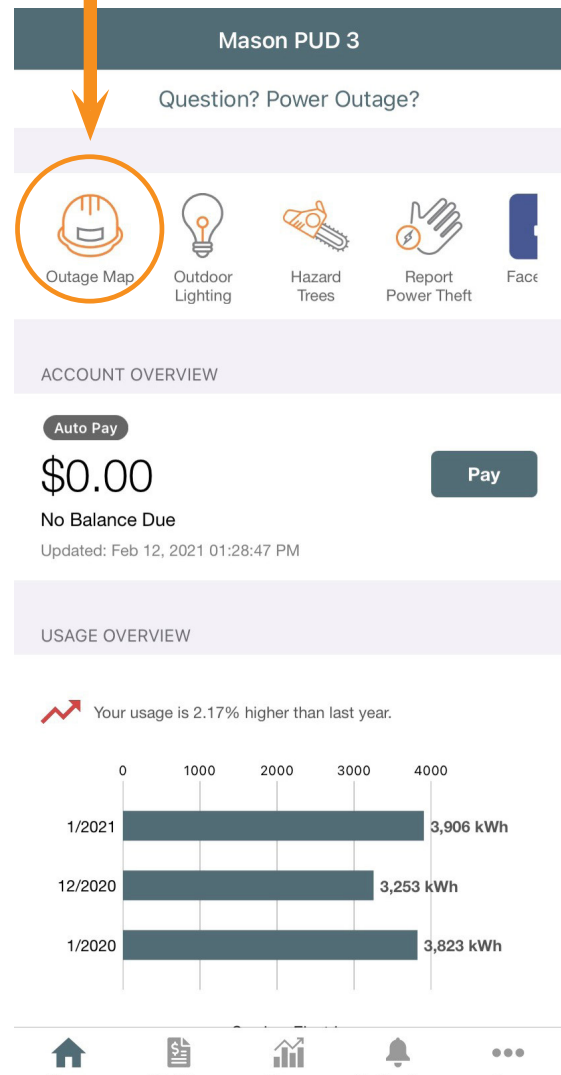 Mason PUD 3
Question? Power Outage?
Outage Map
Outdoor
Lighting
Hazard
Trees
Report
Power Theft
Face
ACCOUNT OVERVIEW
Auto Pay
$0.00
Pay
No Balance Due
Updated: Feb 12, 2021 01:28:47 PM
USAGE OVERVIEW
Your usage is 2.17% higher than last year.
0 1000 2000 3000 4000
1/2021 3,906 kWh
12/2020 3,253 kWh
1/2020 3,823 kWh